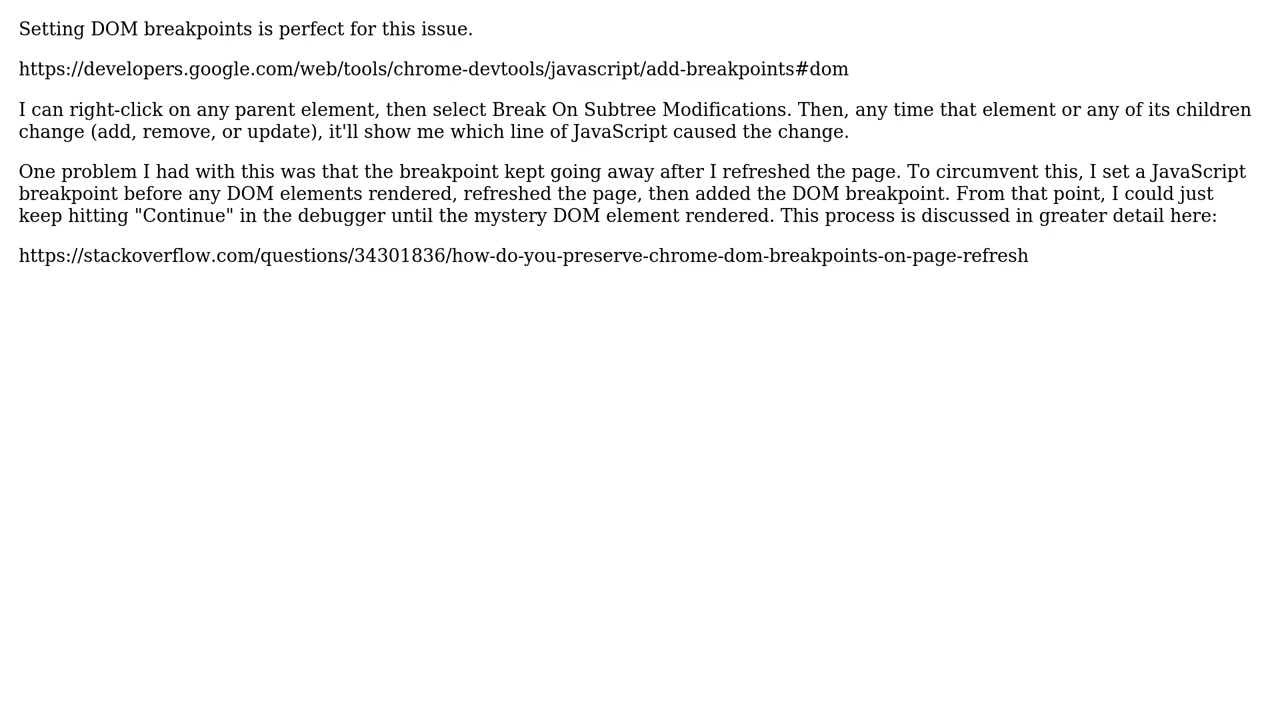 Setting DOM breakpoints is perfect for this issue.
https://developers.google.com/web/tools/chrome-devtools/javascript/add-breakpoints#dom
I can right-click on any parent element, then select Break On Subtree Modifications. Then, any time that element or any of its children
change (add, remove, or update), it'll show me which line of JavaScript caused the change.
One problem I had with this was that the breakpoint kept going away after I refreshed the page. To circumvent this, I set a JavaScript
breakpoint before any DOM elements rendered, refreshed the page, then added the DOM breakpoint. From that point, I could just
keep hitting "Continue" in the debugger until the mystery DOM element rendered. This process is discussed in greater detail here:
https://stackoverflow.com/questions/34301836/how-do-you-preserve-chrome-dom-breakpoints-on-page-refresh